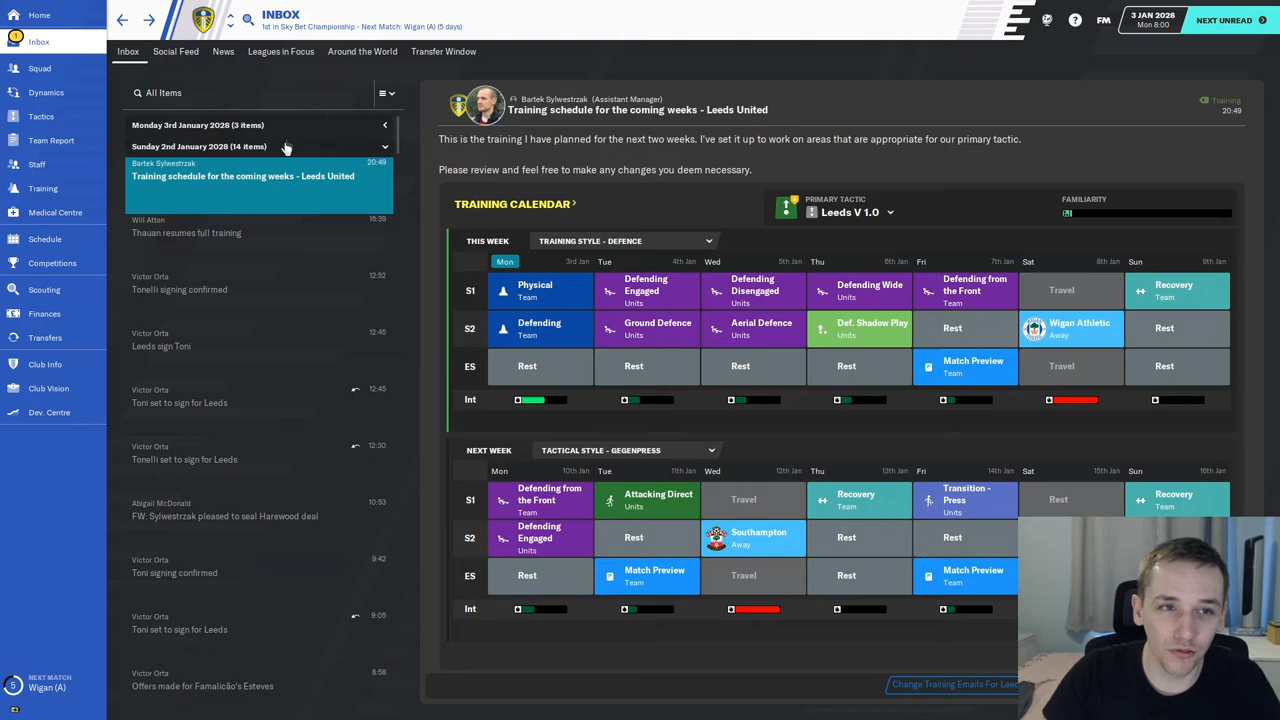 INBOX
1st in Sky Bet Championship - Next Match: Wigan (A) (5 days)
FM
3 JAN 2028
Mon 8:00
NEXT UNREAD
Home
1
Inbox
Squad
Dynamics
Tactics
Team Report
Staff
Training
Medical Centre
Schedule
Competitions
Scouting
Finances
Transfers
Club Info
Club Vision
Dev. Centre
5
NEXT MATCH
Wigan (A)
Inbox
Social Feed
News
Leagues in Focus
Around the World
Transfer Window
All Items
Monday 3rd January 2028 (3 items)
Sunday 2nd January 2028 (14 items)
Bartek Sylwestrzak 20:49
Training schedule for the coming weeks - Leeds United
Will Atton 16:39
Thauan resumes full training
Víctor Orta 12:52
Tonelli signing confirmed
Víctor Orta 12:45
Leeds sign Toni
Víctor Orta 12:45
Toni set to sign for Leeds
Víctor Orta 12:30
Tonelli set to sign for Leeds
Abigail McDonald 10:53
FW: Sylwestrzak pleased to seal Harewood deal
Víctor Orta 9:42
Toni signing confirmed
Víctor Orta 9:05
Toni set to sign for Leeds
Víctor Orta 8:56
Offers made for Famalicão's Esteves
Bartek Sylwestrzak (Assistant Manager)
Training schedule for the coming weeks - Leeds United
Training
20:49
This is the training I have planned for the next two weeks. I've set it up to work on areas that are appropriate for our primary tactic.
Please review and feel free to make any changes you deem necessary.
TRAINING CALENDAR
PRIMARY TACTIC
Leeds V 1.0
FAMILIARITY
THIS WEEK
TRAINING STYLE - DEFENCE
Mon 3rd Jan Tue 4th Jan Wed 5th Jan Thu 6th Jan Fri 7th Jan Sat 8th Jan Sun 9th Jan
S1
Physical
Team
Defending
Engaged
Units
Defending
Disengaged
Units
Defending Wide
Units
Defending from
the Front
Team
Travel
Recovery
Team
S2
Defending
Team
Ground Defence
Units
Aerial Defence
Units
Def. Shadow Play
Units
Rest
Wigan Athletic
Away
Rest
ES
Rest
Rest
Rest
Rest
Match Preview
Team
Travel
Rest
Int
NEXT WEEK
TACTICAL STYLE - GEGENPRESS
Mon 10th Jan Tue 11th Jan Wed 12th Jan Thu 13th Jan Fri 14th Jan Sat 15th Jan Sun 16th Jan
S1
Defending from
the Front
Team
Attacking Direct
Units
Travel
Recovery
Team
Transition -
Press
Units
Rest
Recovery
Team
S2
Defending
Engaged
Units
Rest
Southampton
Away
Rest
Rest
ES
Rest
Match Preview
Team
Travel
Rest
Match Preview
Team
Int
Change Training Emails For Leed